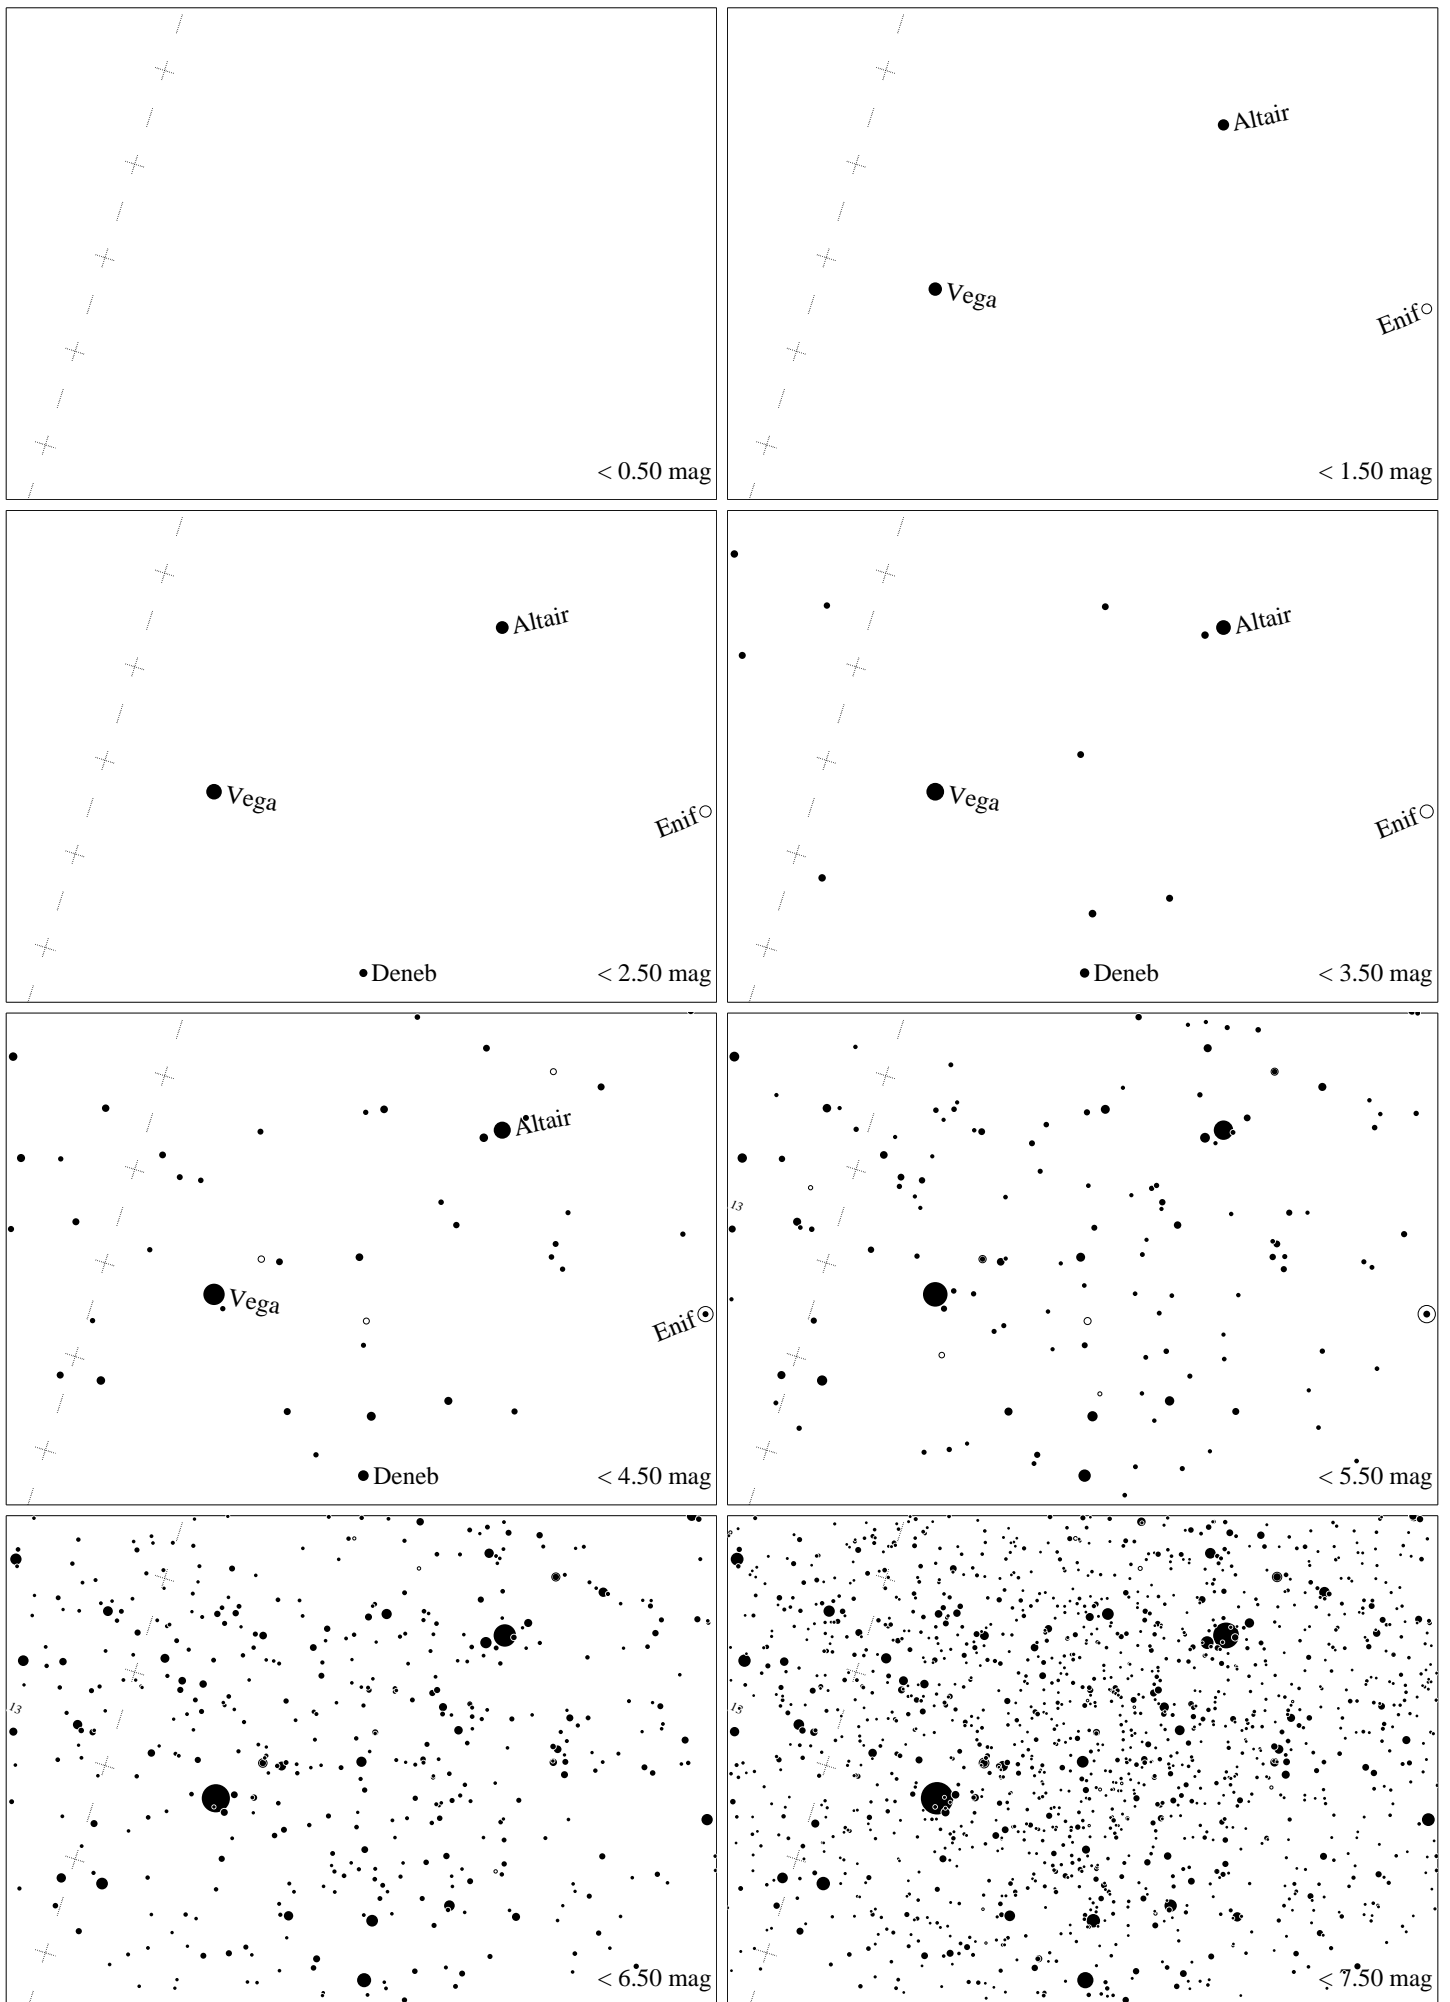 < 0.50 mag
Altair
Vega
Enif
< 1.50 mag
Altair
Vega
Enif
Deneb
< 2.50 mag
Altair
Vega
Enif
Deneb
< 3.50 mag
Altair
Vega
Enif
Deneb
< 4.50 mag
13
< 5.50 mag
13
< 6.50 mag
13
< 7.50 mag